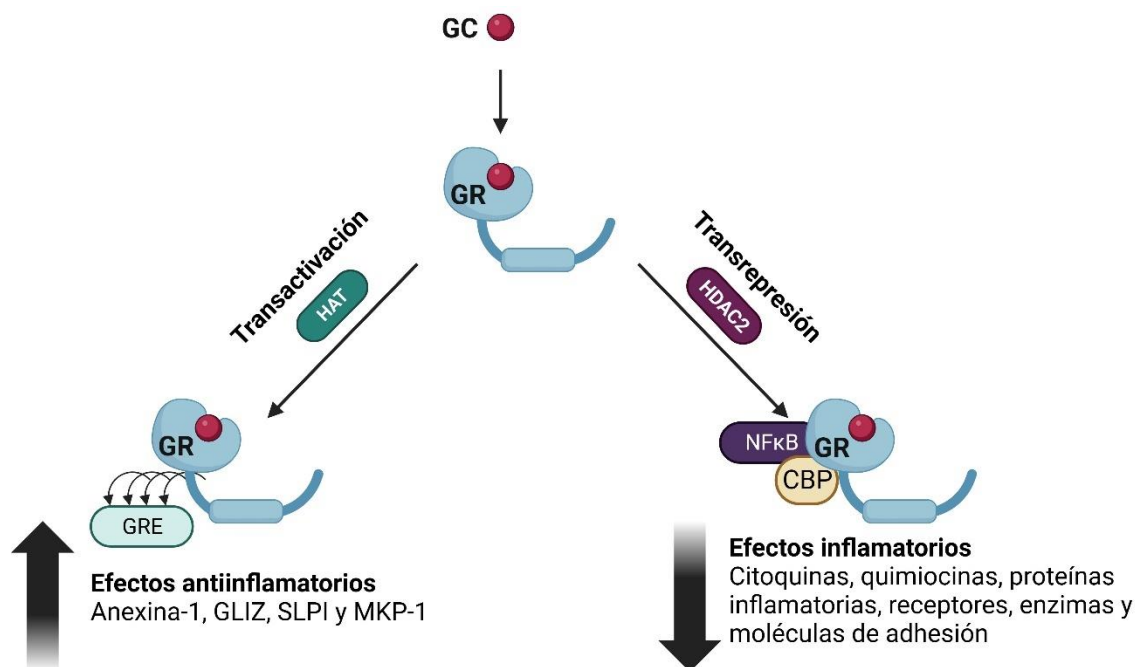 GC
GR
Transactivación
HAT
Transrepresión
HDAC2
GR
GRE
NFκB
GR
CBP
Efectos antiinflamatorios
Anexina-1, GLIZ, SLPI y MKP-1
Efectos inflamatorios
Citoquinas, quimiocinas, proteínas
inflamatorias, receptores, enzimas y
moléculas de adhesión